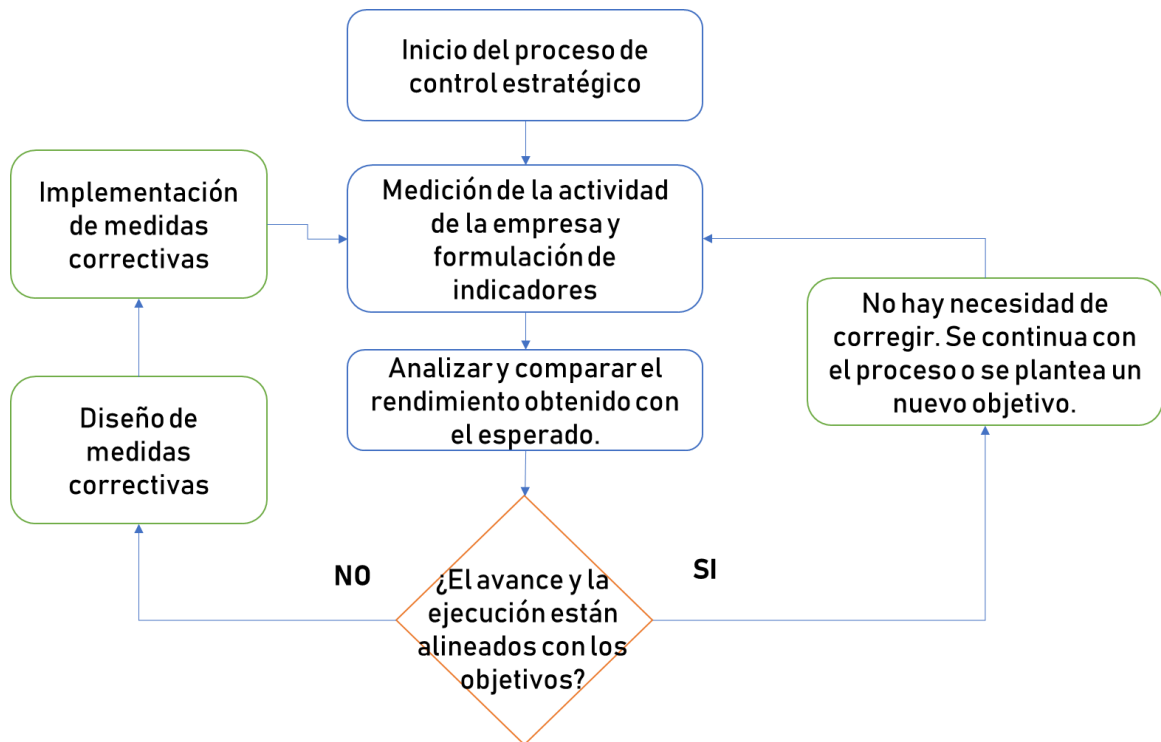 Inicio del proceso de
control estratégico
Medición de la actividad
de la empresa y
formulación de
indicadores
Analizar y comparar el
rendimiento obtenido con
el esperado.
¿El avance y la
ejecución están
alineados con los
objetivos?
NO
Diseño de
medidas
correctivas
Implementación
de medidas
correctivas
SI
No hay necesidad de
corregir. Se continua con
el proceso o se plantea un
nuevo objetivo.